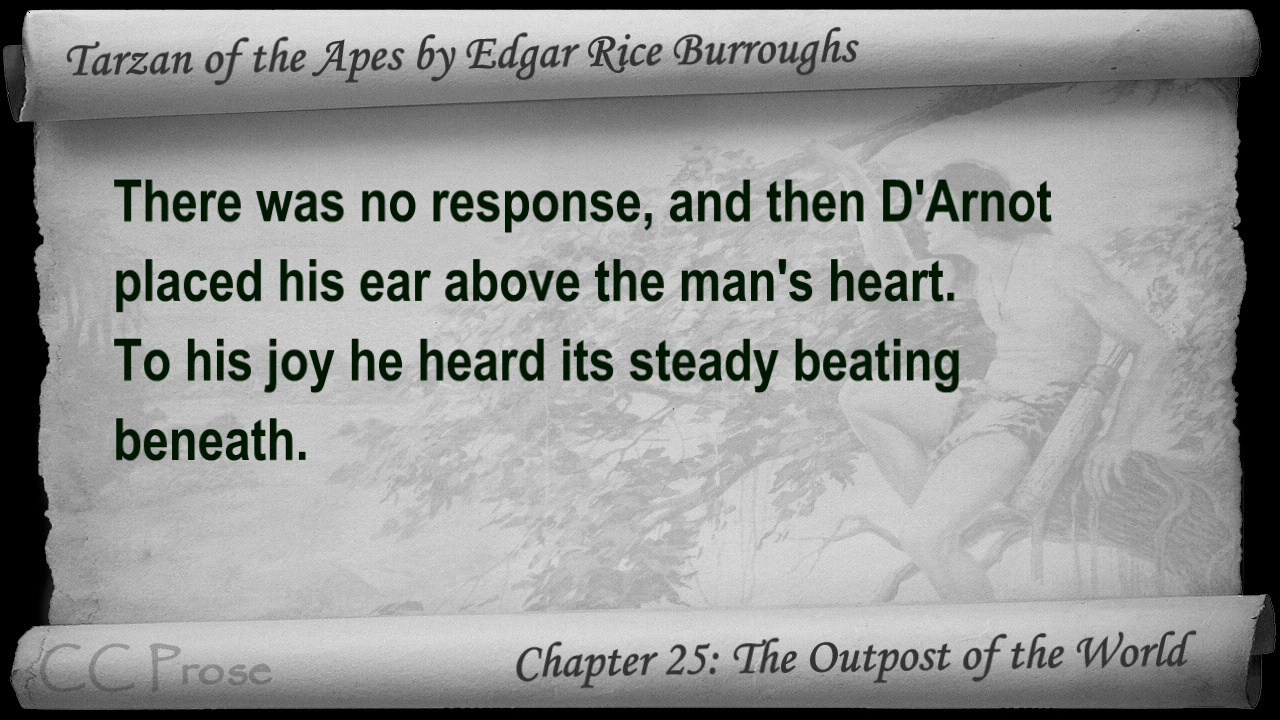 Tarzan of the Apes by Edgar Rice Burroughs
There was no response, and then D'Arnot
placed his ear above the man's heart.
To his joy he heard its steady beating
beneath.
CC Prose
Chapter 25: The Outpost of the World